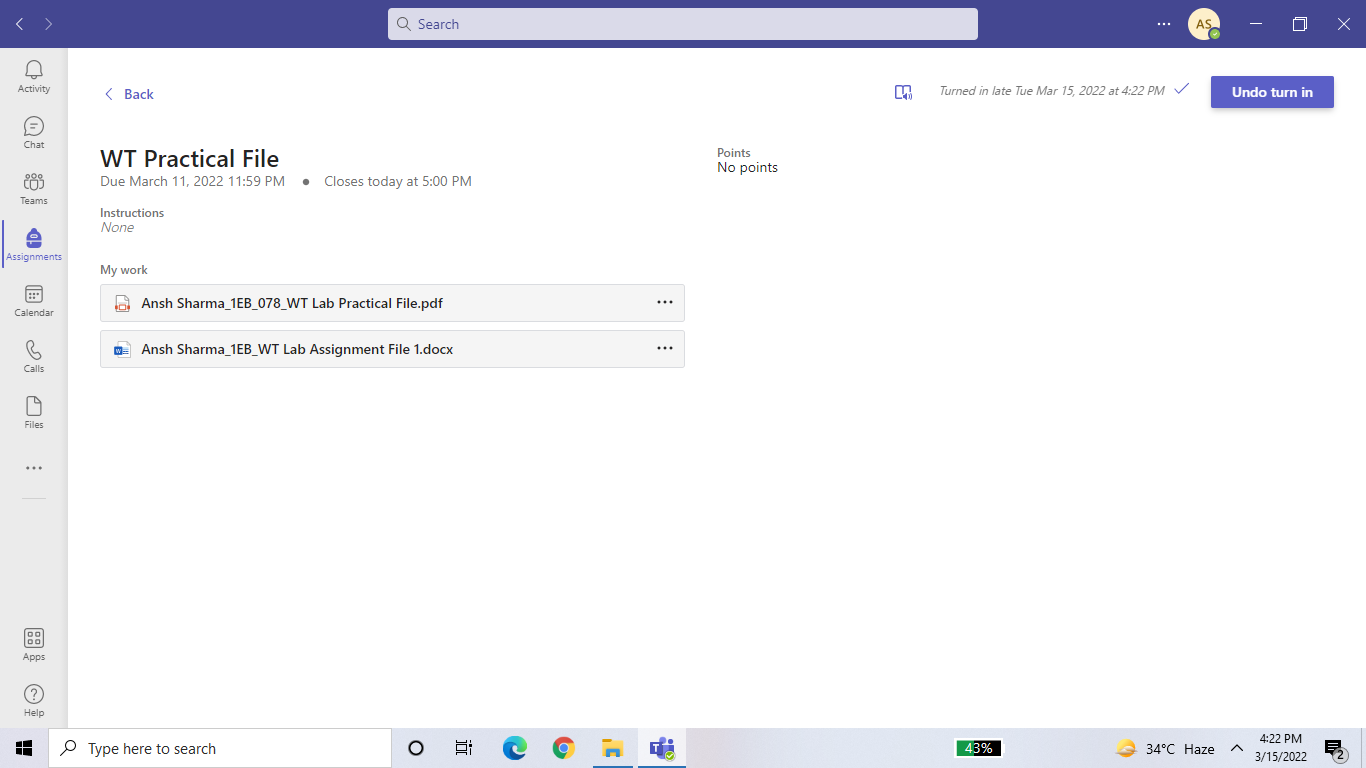 Search
AS
Activity
Chat
Teams
Assignments
Calendar
Calls
Files
Apps
Help
Back
Turned in late Tue Mar 15, 2022 at 4:22 PM
Undo turn in
WT Practical File
Due March 11, 2022 11:59 PM • Closes today at 5:00 PM
Instructions
None
Points
No points
My work
Ansh Sharma_1EB_078_WT Lab Practical File.pdf
Ansh Sharma_1EB_WT Lab Assignment File 1.docx
Type here to search
43%
34°C Haze
4:22 PM
3/15/2022
2